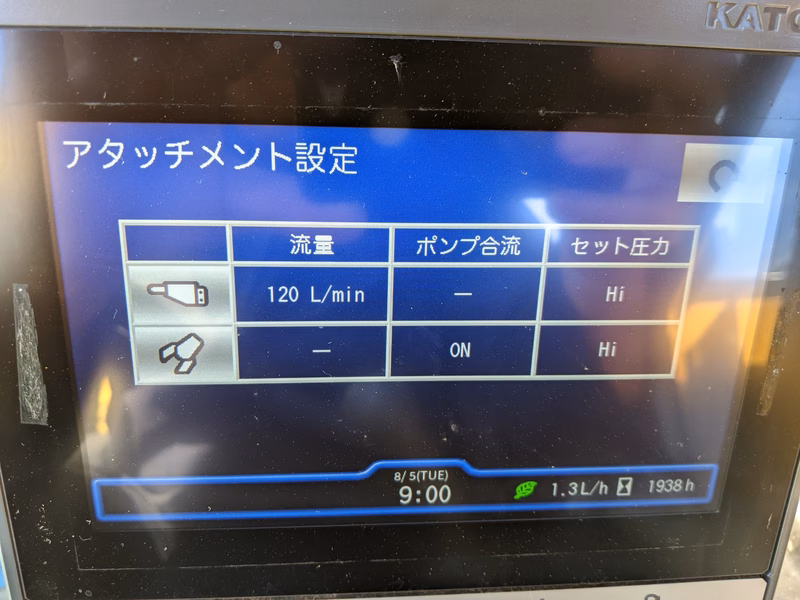 KATO
アタッチメント設定
流量 ポンプ合流 セット圧力
120 L/min — Hi
— ON Hi
8/5(TUE)
9:00 1.3L/h 1938h